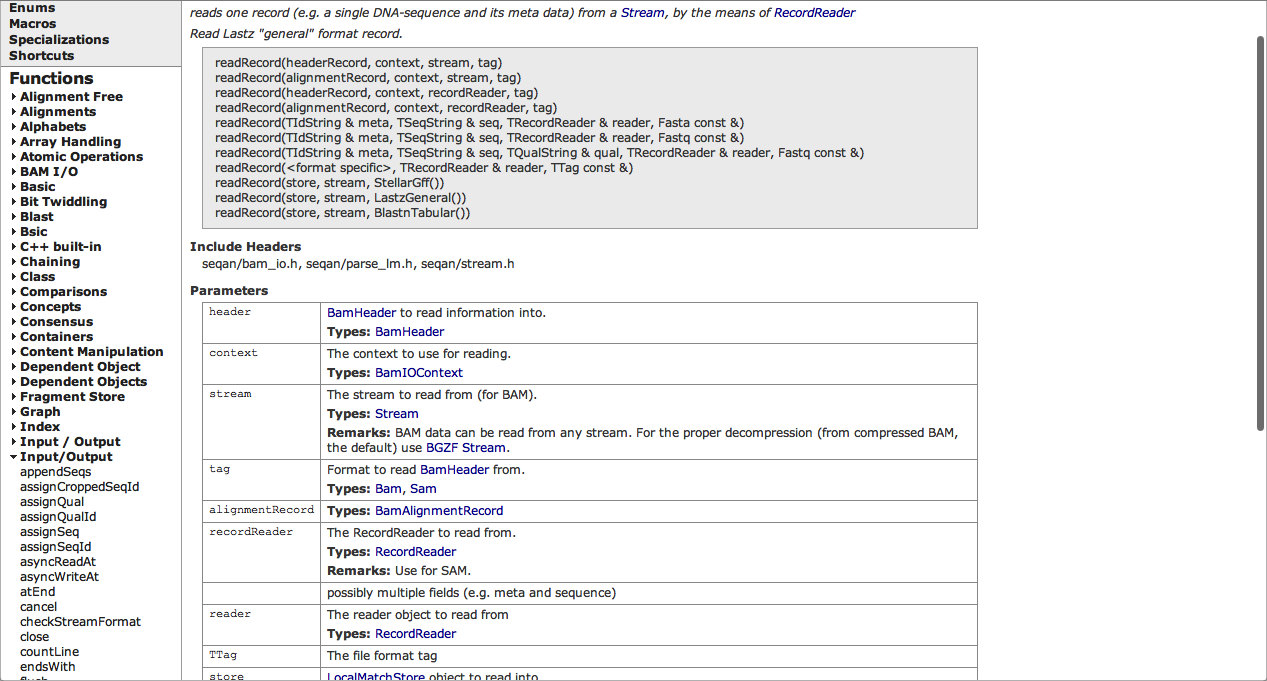 Enums
Macros
Specializations
Shortcuts
Functions
Alignment Free
Alignments
Alphabets
Array Handling
Atomic Operations
BAM I/O
Basic
Bit Twiddling
Blast
Bsic
C++ built-in
Chaining
Class
Comparisons
Concepts
Consensus
Containers
Content Manipulation
Dependent Object
Dependent Objects
Fragment Store
Graph
Index
Input / Output
Input/Output
appendSeqs
assignCroppedSeqId
assignQual
assignQualId
assignSeq
assignSeqId
asyncReadAt
asyncWriteAt
atEnd
cancel
checkStreamFormat
close
countLine
endsWith
flush
reads one record (e.g. a single DNA-sequence and its meta data) from a Stream, by the means of RecordReader
Read Lastz "general" format record.
readRecord(headerRecord, context, stream, tag)
readRecord(alignmentRecord, context, stream, tag)
readRecord(headerRecord, context, recordReader, tag)
readRecord(alignmentRecord, context, recordReader, tag)
readRecord(TIdString & meta, TSeqString & seq, TRecordReader & reader, Fasta const &)
readRecord(TIdString & meta, TSeqString & seq, TRecordReader & reader, Fastq const &)
readRecord(TIdString & meta, TSeqString & seq, TQualString & qual, TRecordReader & reader, Fastq const &)
readRecord(<format specific>, TRecordReader & reader, TTag const &)
readRecord(store, stream, StellarGff())
readRecord(store, stream, LastzGeneral())
readRecord(store, stream, BlastnTabular())
Include Headers
seqan/bam_io.h, seqan/parse_lm.h, seqan/stream.h
Parameters
header
BamHeader to read information into.
Types: BamHeader
context
The context to use for reading.
Types: BamIOContext
stream
The stream to read from (for BAM).
Types: Stream
Remarks: BAM data can be read from any stream. For the proper decompression (from compressed BAM,
the default) use BGZF Stream.
tag
Format to read BamHeader from.
Types: Bam, Sam
alignmentRecord
Types: BamAlignmentRecord
recordReader
The RecordReader to read from.
Types: RecordReader
Remarks: Use for SAM.
possibly multiple fields (e.g. meta and sequence)
reader
The reader object to read from
Types: RecordReader
TTag
The file format tag
store
LocalMatchStore object to read into.